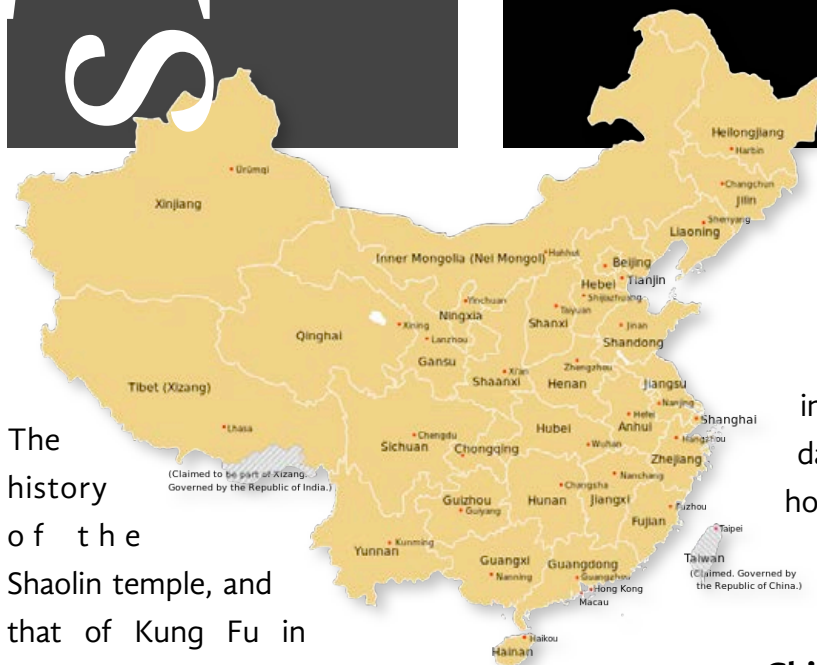 S
Heilongjiang
Harbin
Changchun
Jilin
Shenyang
Liaoning
Ürümqi
Xinjiang
Inner Mongolia (Nei Mongol)
Hohhot
Beijing
Tianjin
Hebei
Shijiazhuang
Yinchuan
Ningxia
Taiyuan
Shanxi
Jinan
Shandong
Qinghai
Xining
Lanzhou
Gansu
Xi'an
Shaanxi
Zhengzhou
Henan
Jiangsu
Tibet (Xizang)
Lhasa
(Claimed to be part of Xizang.
Governed by the Republic of India.)
Nanjing
Hefei
Anhui
Shanghai
Hangzhou
Zhejiang
Chengdu
Sichuan
Chongqing
Hubei
Wuhan
Nanchang
Changsha
Hunan
Jiangxi
Guizhou
Guiyang
Fuzhou
Fujian
Taipei
Taiwan
(Claimed. Governed by
the Republic of China.)
Kunming
Yunnan
Guangxi
Nanning
Guangdong
Guangzhou
Hong Kong
Macau
Haikou
Hainan
The
history
of the
Shaolin temple, and
that of Kung Fu in
in
da
ho